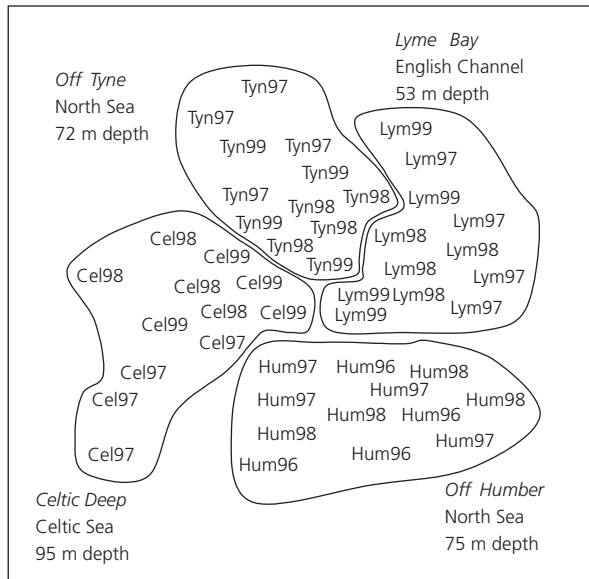 Off Tyne
North Sea
72 m depth
Lyme Bay
English Channel
53 m depth
Tyn97
Tyn97
Tyn99
Tyn97
Tyn99
Tyn97
Tyn98
Tyn98
Tyn99
Tyn98
Tyn98
Tyn99
Lym99
Lym97
Lym99
Lym97
Lym98
Lym98
Lym98
Lym97
Lym99
Lym98
Lym97
Lym99
Cel98
Cel99
Cel98
Cel98
Cel99
Cel98
Cel99
Cel99
Cel97
Cel97
Cel97
Cel97
Hum97
Hum96
Hum98
Hum97
Hum97
Hum98
Hum98
Hum96
Hum98
Hum97
Hum96
Hum96
Celtic Deep
Celtic Sea
95 m depth
Off Humber
North Sea
75 m depth